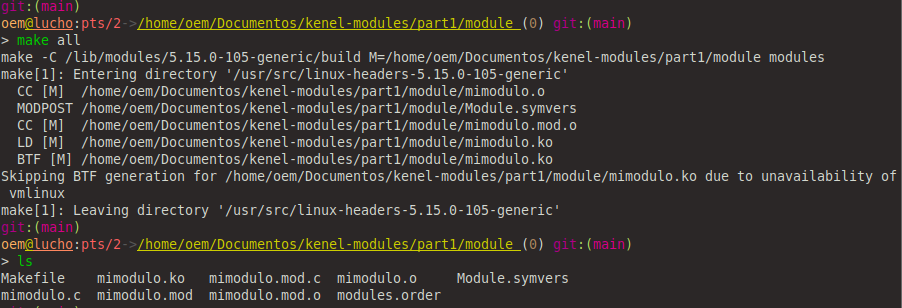 git:(main)
oem@lucho:pts/2->/home/oem/Documentos/kenel-modules/part1/module (0) git:(main)
> make all
make -C /lib/modules/5.15.0-105-generic/build M=/home/oem/Documentos/kenel-modules/part1/module modules
make[1]: Entering directory '/usr/src/linux-headers-5.15.0-105-generic'
  CC [M]  /home/oem/Documentos/kenel-modules/part1/module/mimodulo.o
  MODPOST /home/oem/Documentos/kenel-modules/part1/module/Module.symvers
  CC [M]  /home/oem/Documentos/kenel-modules/part1/module/mimodulo.mod.o
  LD [M]  /home/oem/Documentos/kenel-modules/part1/module/mimodulo.ko
  BTF [M] /home/oem/Documentos/kenel-modules/part1/module/mimodulo.ko
Skipping BTF generation for /home/oem/Documentos/kenel-modules/part1/module/mimodulo.ko due to unavailability of
 vmlinux
make[1]: Leaving directory '/usr/src/linux-headers-5.15.0-105-generic'
git:(main)
oem@lucho:pts/2->/home/oem/Documentos/kenel-modules/part1/module (0) git:(main)
> ls
Makefile    mimodulo.ko   mimodulo.mod.c  mimodulo.o     Module.symvers
mimodulo.c  mimodulo.mod  mimodulo.mod.o  modules.order